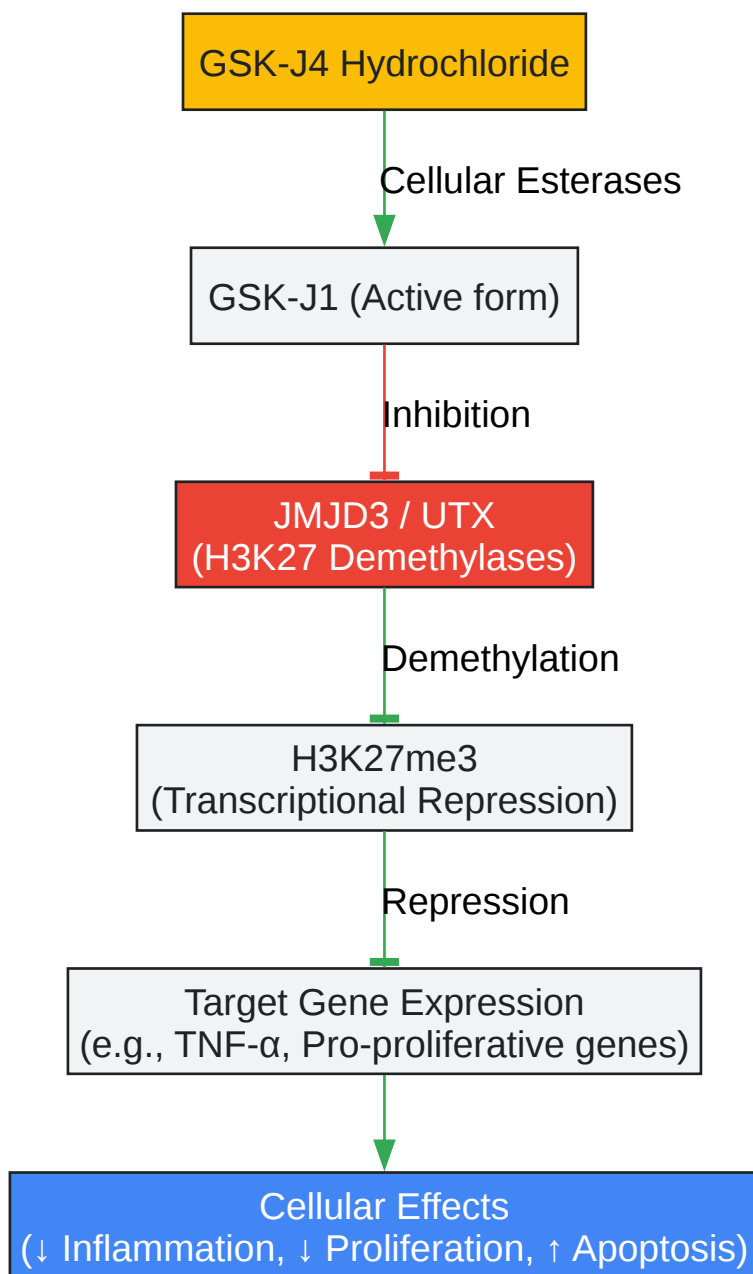 GSK-J4 Hydrochloride
Cellular Esterases
GSK-J1 (Active form)
Inhibition
JMJD3 / UTX
(H3K27 Demethylases)
Demethylation
H3K27me3
(Transcriptional Repression)
Repression
Target Gene Expression
(e.g., TNF-α, Pro-proliferative genes)
Cellular Effects
(↓ Inflammation, ↓ Proliferation, ↑ Apoptosis)